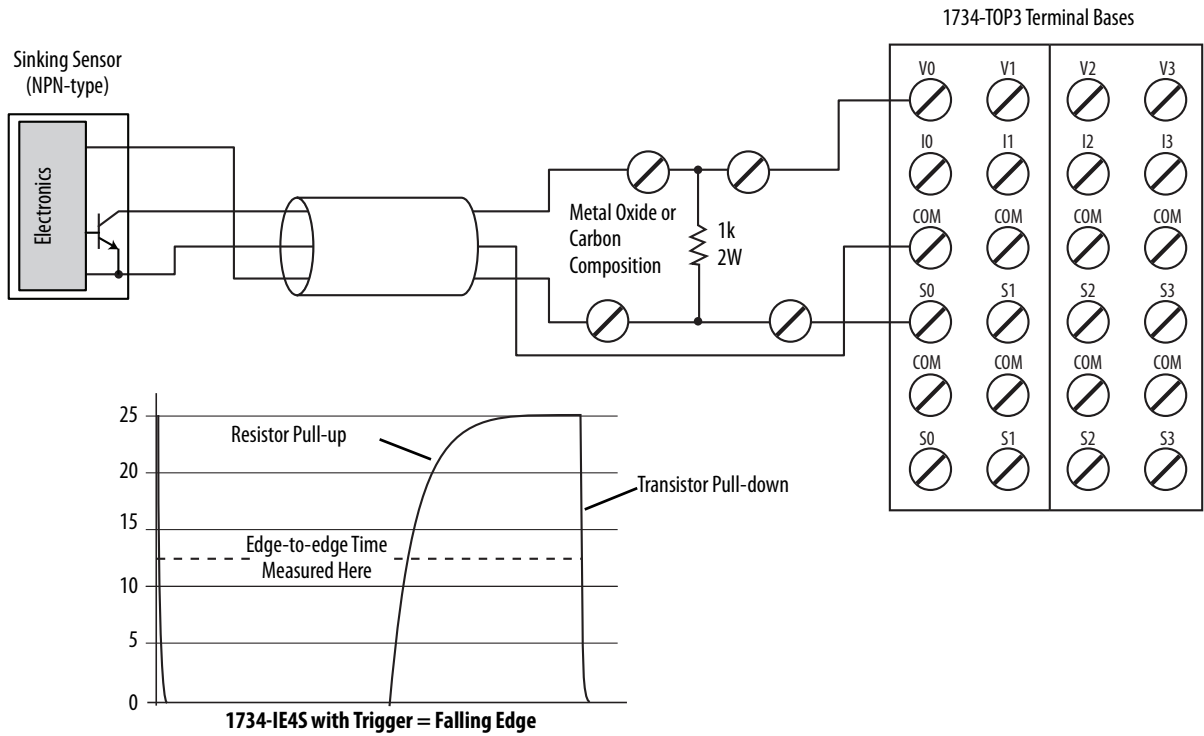 1734-TOP3 Terminal Bases
Sinking Sensor
(NPN-type)
Electronics
Metal Oxide or
Carbon
Composition
1k
2W
V0 V1 V2 V3
I0 I1 I2 I3
COM COM COM COM
S0 S1 S2 S3
COM COM COM COM
S0 S1 S2 S3
25
20
15
10
5
0
Resistor Pull-up
Transistor Pull-down
Edge-to-edge Time
Measured Here
1734-IE4S with Trigger = Falling Edge